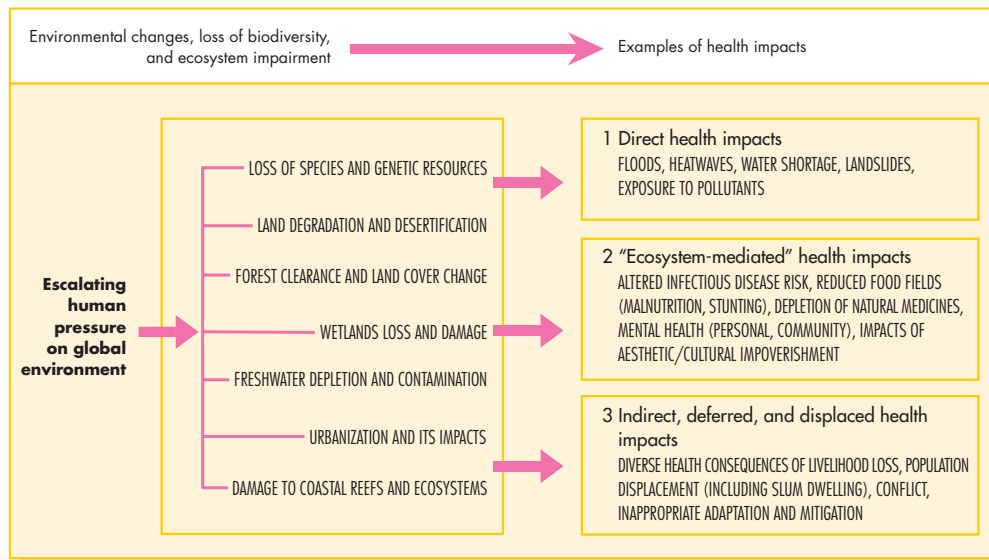 Environmental changes, loss of biodiversity,
and ecosystem impairment
Examples of health impacts
Escalating
human
pressure
on global
environment
LOSS OF SPECIES AND GENETIC RESOURCES
LAND DEGRADATION AND DESERTIFICATION
FOREST CLEARANCE AND LAND COVER CHANGE
WETLANDS LOSS AND DAMAGE
FRESHWATER DEPLETION AND CONTAMINATION
URBANIZATION AND ITS IMPACTS
DAMAGE TO COASTAL REEFS AND ECOSYSTEMS
1 Direct health impacts
FLOODS, HEATWAVES, WATER SHORTAGE, LANDSLIDES,
EXPOSURE TO POLLUTANTS
2 “Ecosystem-mediated” health impacts
ALTERED INFECTIOUS DISEASE RISK, REDUCED FOOD FIELDS
(MALNUTRITION, STUNTING), DEPLETION OF NATURAL MEDICINES,
MENTAL HEALTH (PERSONAL, COMMUNITY), IMPACTS OF
AESTHETIC/CULTURAL IMPOVERISHMENT
3 Indirect, deferred, and displaced health
impacts
DIVERSE HEALTH CONSEQUENCES OF LIVELIHOOD LOSS, POPULATION
DISPLACEMENT (INCLUDING SLUM DWELLING), CONFLICT,
INAPPROPRIATE ADAPTATION AND MITIGATION